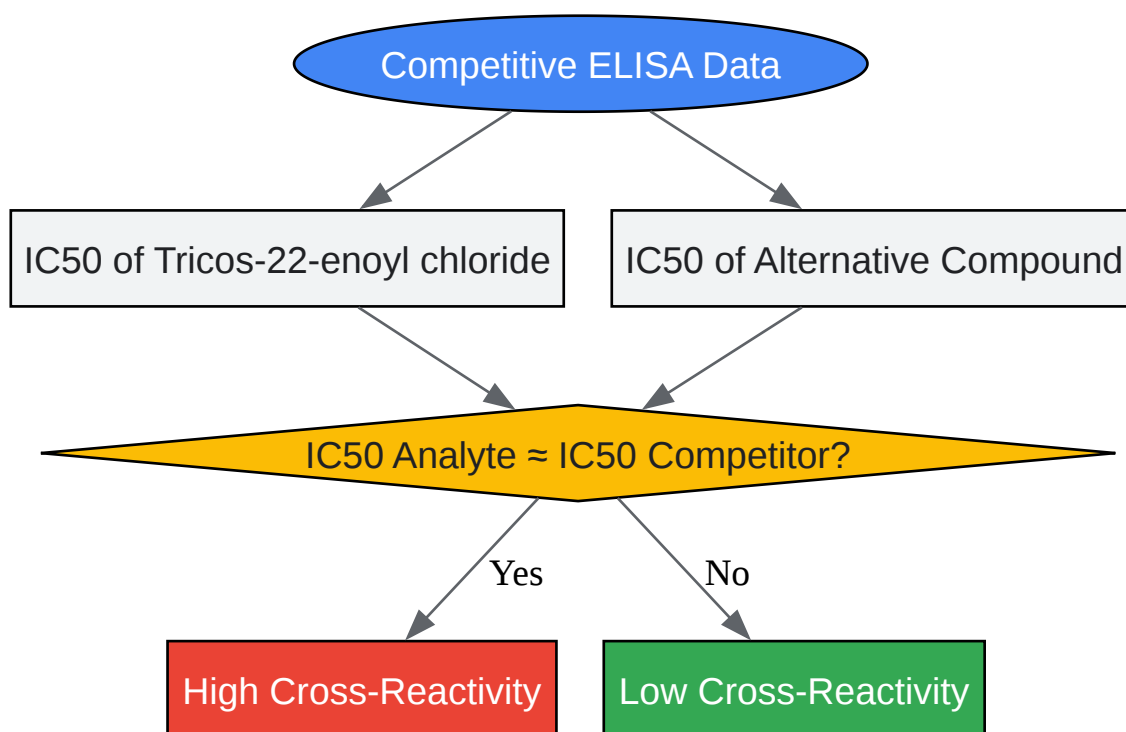 Competitive ELISA Data
IC50 of Tricos-22-enoyl chloride
IC50 of Alternative Compound
IC50 Analyte ≈ IC50 Competitor?
Yes
No
High Cross-Reactivity
Low Cross-Reactivity